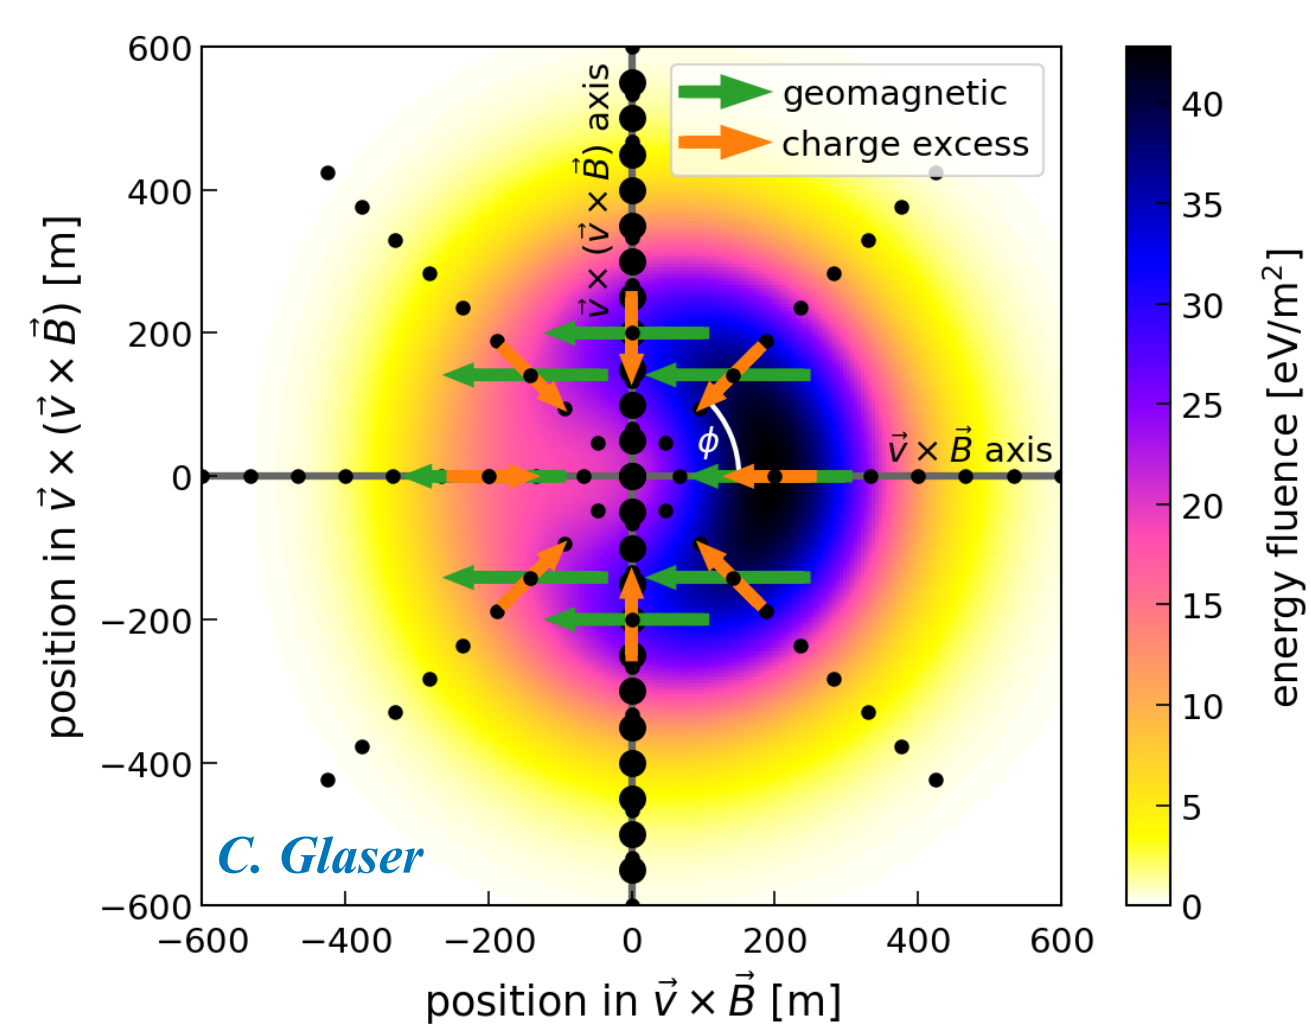 600
400
200
0
−200
−400
−600
−600 −400 −200 0 200 400 600
position in v⃗ × (v⃗ × B⃗) [m]
position in v⃗ × B⃗ [m]
v⃗ × (v⃗ × B⃗) axis
geomagnetic
charge excess
ϕ
v⃗ × B⃗ axis
C. Glaser
40
35
30
25
20
15
10
5
0
energy fluence [eV/m²]